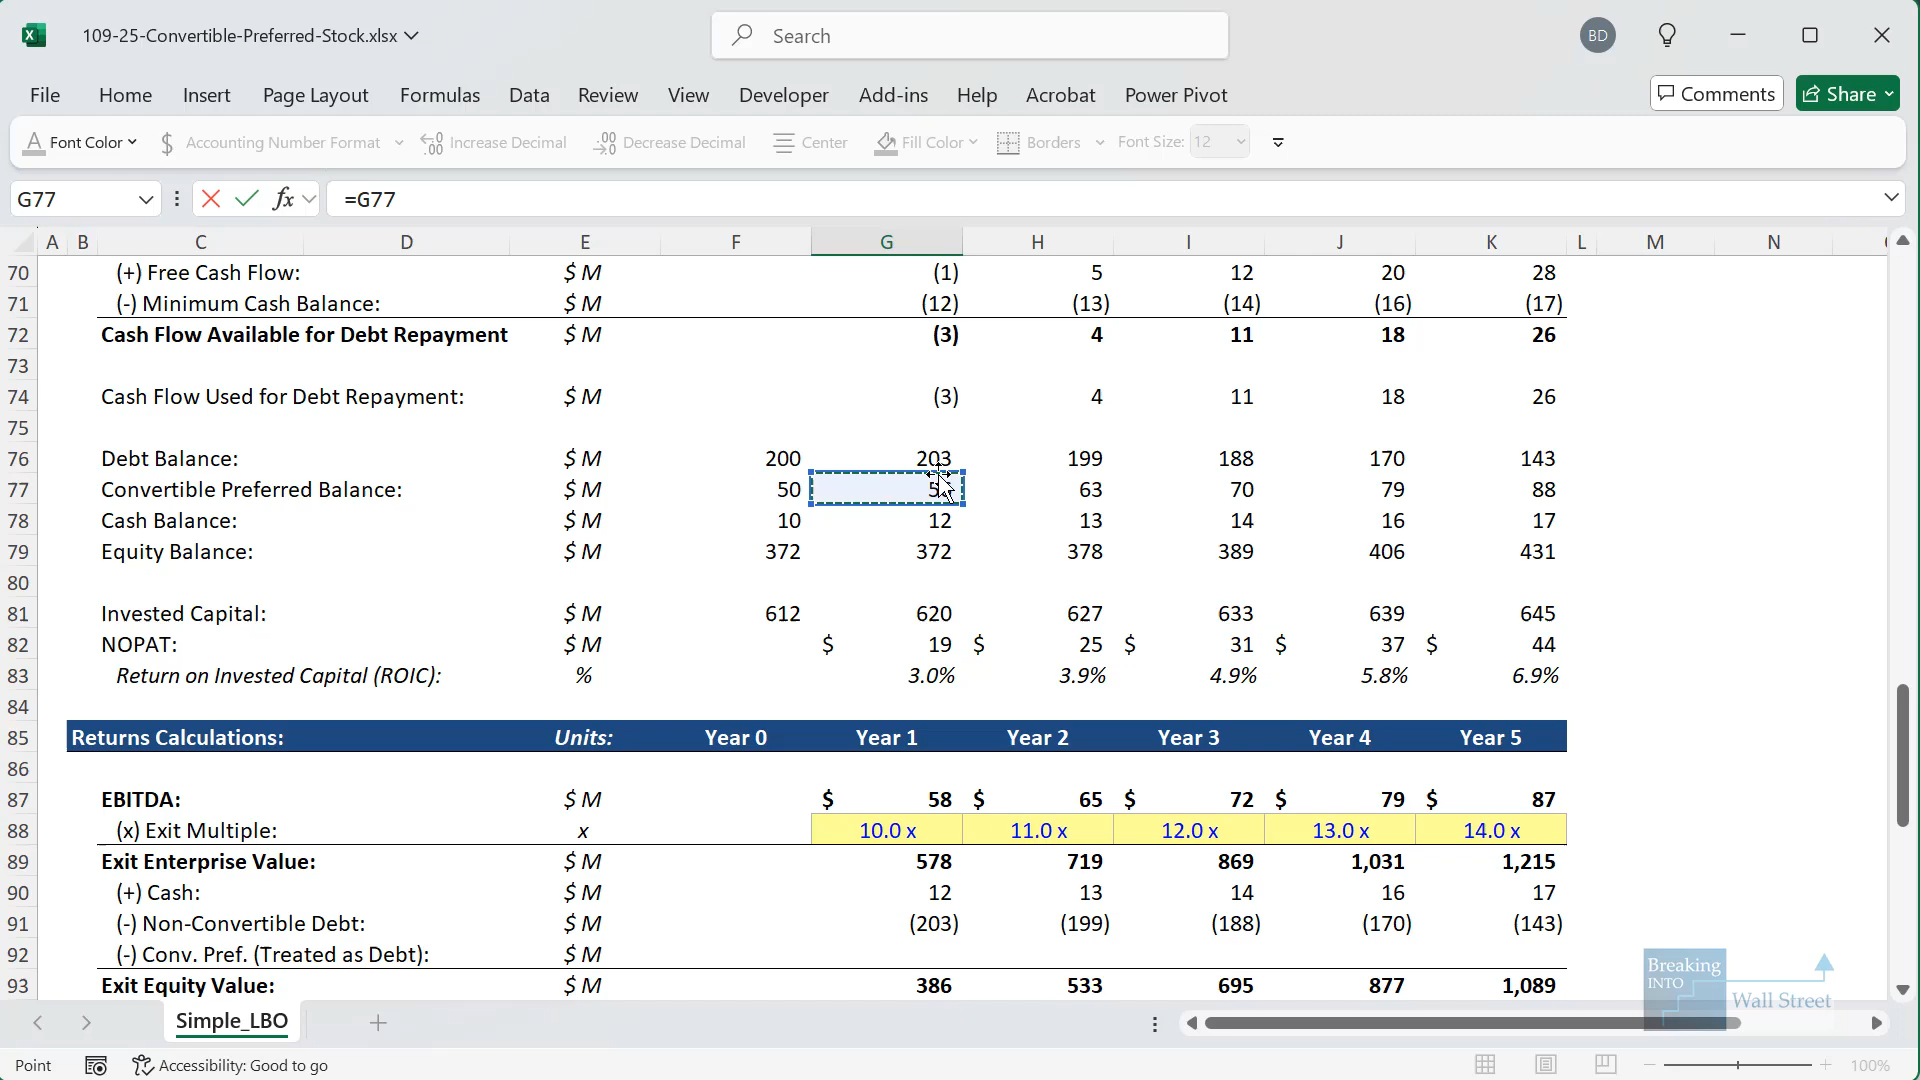 109-25-Convertible-Preferred-Stock.xlsx
Search
BD
File Home Insert Page Layout Formulas Data Review View Developer Add-ins Help Acrobat Power Pivot
Comments Share
Font Color Accounting Number Format Increase Decimal Decrease Decimal Center Fill Color Borders Font Size: 12
G77 fx =G77
A B C D E F G H I J K L M N
70 (+) Free Cash Flow: $ M (1) 5 12 20 28
71 (-) Minimum Cash Balance: $ M (12) (13) (14) (16) (17)
72 Cash Flow Available for Debt Repayment $ M (3) 4 11 18 26
73
74 Cash Flow Used for Debt Repayment: $ M (3) 4 11 18 26
75
76 Debt Balance: $ M 200 203 199 188 170 143
77 Convertible Preferred Balance: $ M 50 63 70 79 88
78 Cash Balance: $ M 10 12 13 14 16 17
79 Equity Balance: $ M 372 372 378 389 406 431
80
81 Invested Capital: $ M 612 620 627 633 639 645
82 NOPAT: $ M $ 19 $ 25 $ 31 $ 37 $ 44
83 Return on Invested Capital (ROIC): % 3.0% 3.9% 4.9% 5.8% 6.9%
84
85 Returns Calculations: Units: Year 0 Year 1 Year 2 Year 3 Year 4 Year 5
86
87 EBITDA: $ M $ 58 $ 65 $ 72 $ 79 $ 87
88 (x) Exit Multiple: x 10.0 x 11.0 x 12.0 x 13.0 x 14.0 x
89 Exit Enterprise Value: $ M 578 719 869 1,031 1,215
90 (+) Cash: $ M 12 13 14 16 17
91 (-) Non-Convertible Debt: $ M (203) (199) (188) (170) (143)
92 (-) Conv. Pref. (Treated as Debt): $ M
93 Exit Equity Value: $ M 386 533 695 877 1,089
Breaking
INTO
Wall Street
Simple_LBO
Point Accessibility: Good to go 100%